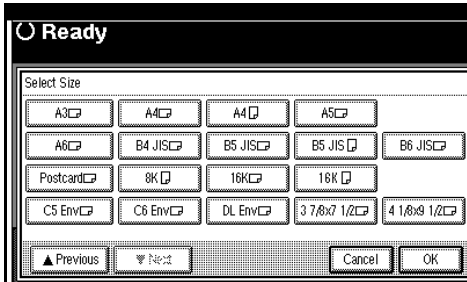 Ready
Select Size
A3 A4 A4 A5
A6 B4 JIS B5 JIS B5 JIS B6 JIS
Postcard 8K 16K 16K
C5 Env C6 Env DL Env 3 7/8x7 1/2 4 1/8x9 1/2
▲ Previous ▼ Next Cancel OK